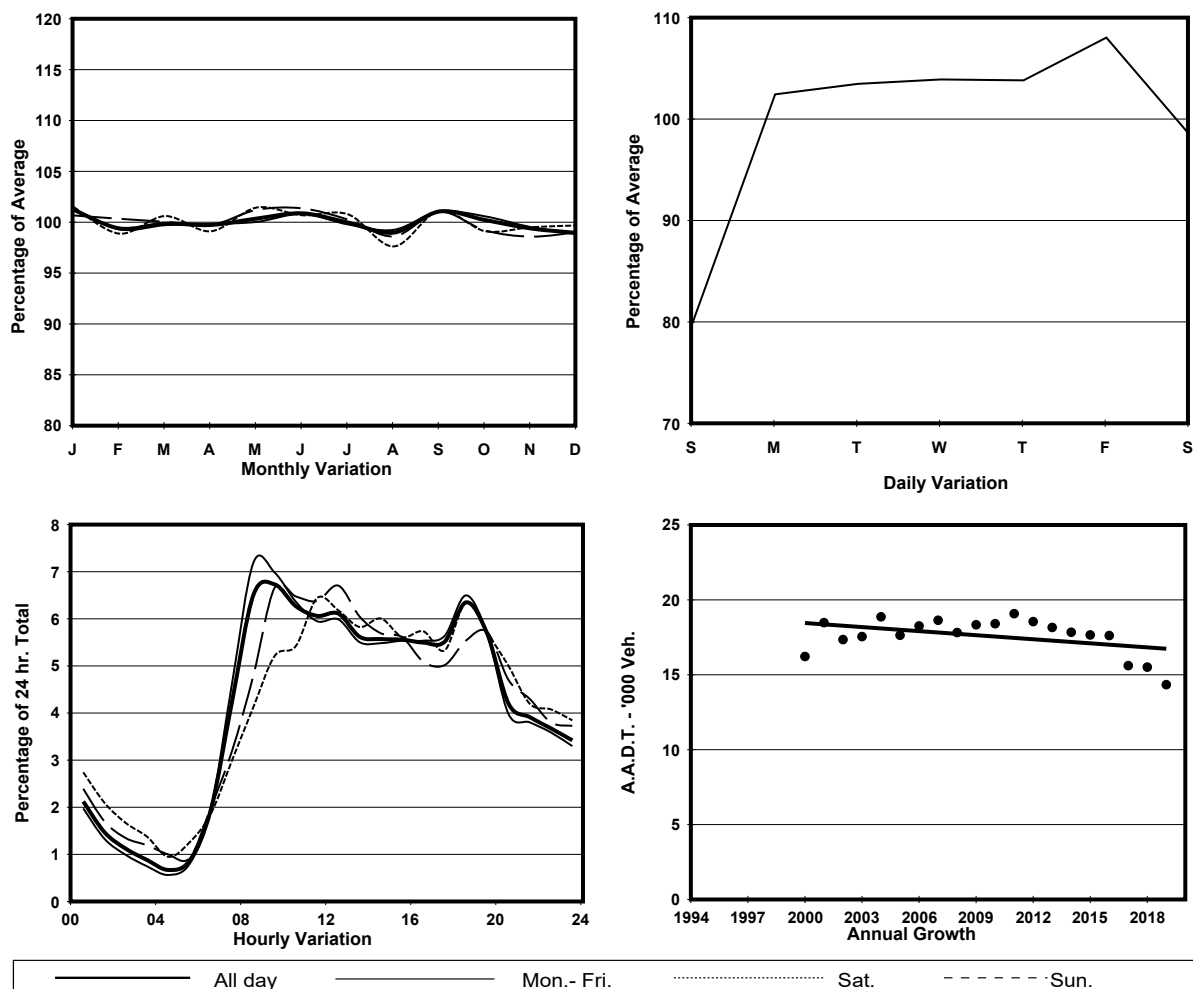 120
115
110
105
100
95
90
85
80
Percentage of Average
J F M A M J J A S O N D
Monthly Variation
110
100
90
80
70
Percentage of Average
S M T W T F S
Daily Variation
8
7
6
5
4
3
2
1
0
Percentage of 24 hr. Total
00 04 08 12 16 20 24
Hourly Variation
25
20
15
10
5
0
A.A.D.T. - '000 Veh.
1994 1997 2000 2003 2006 2009 2012 2015 2018
Annual Growth
All day Mon.- Fri. Sat. Sun.